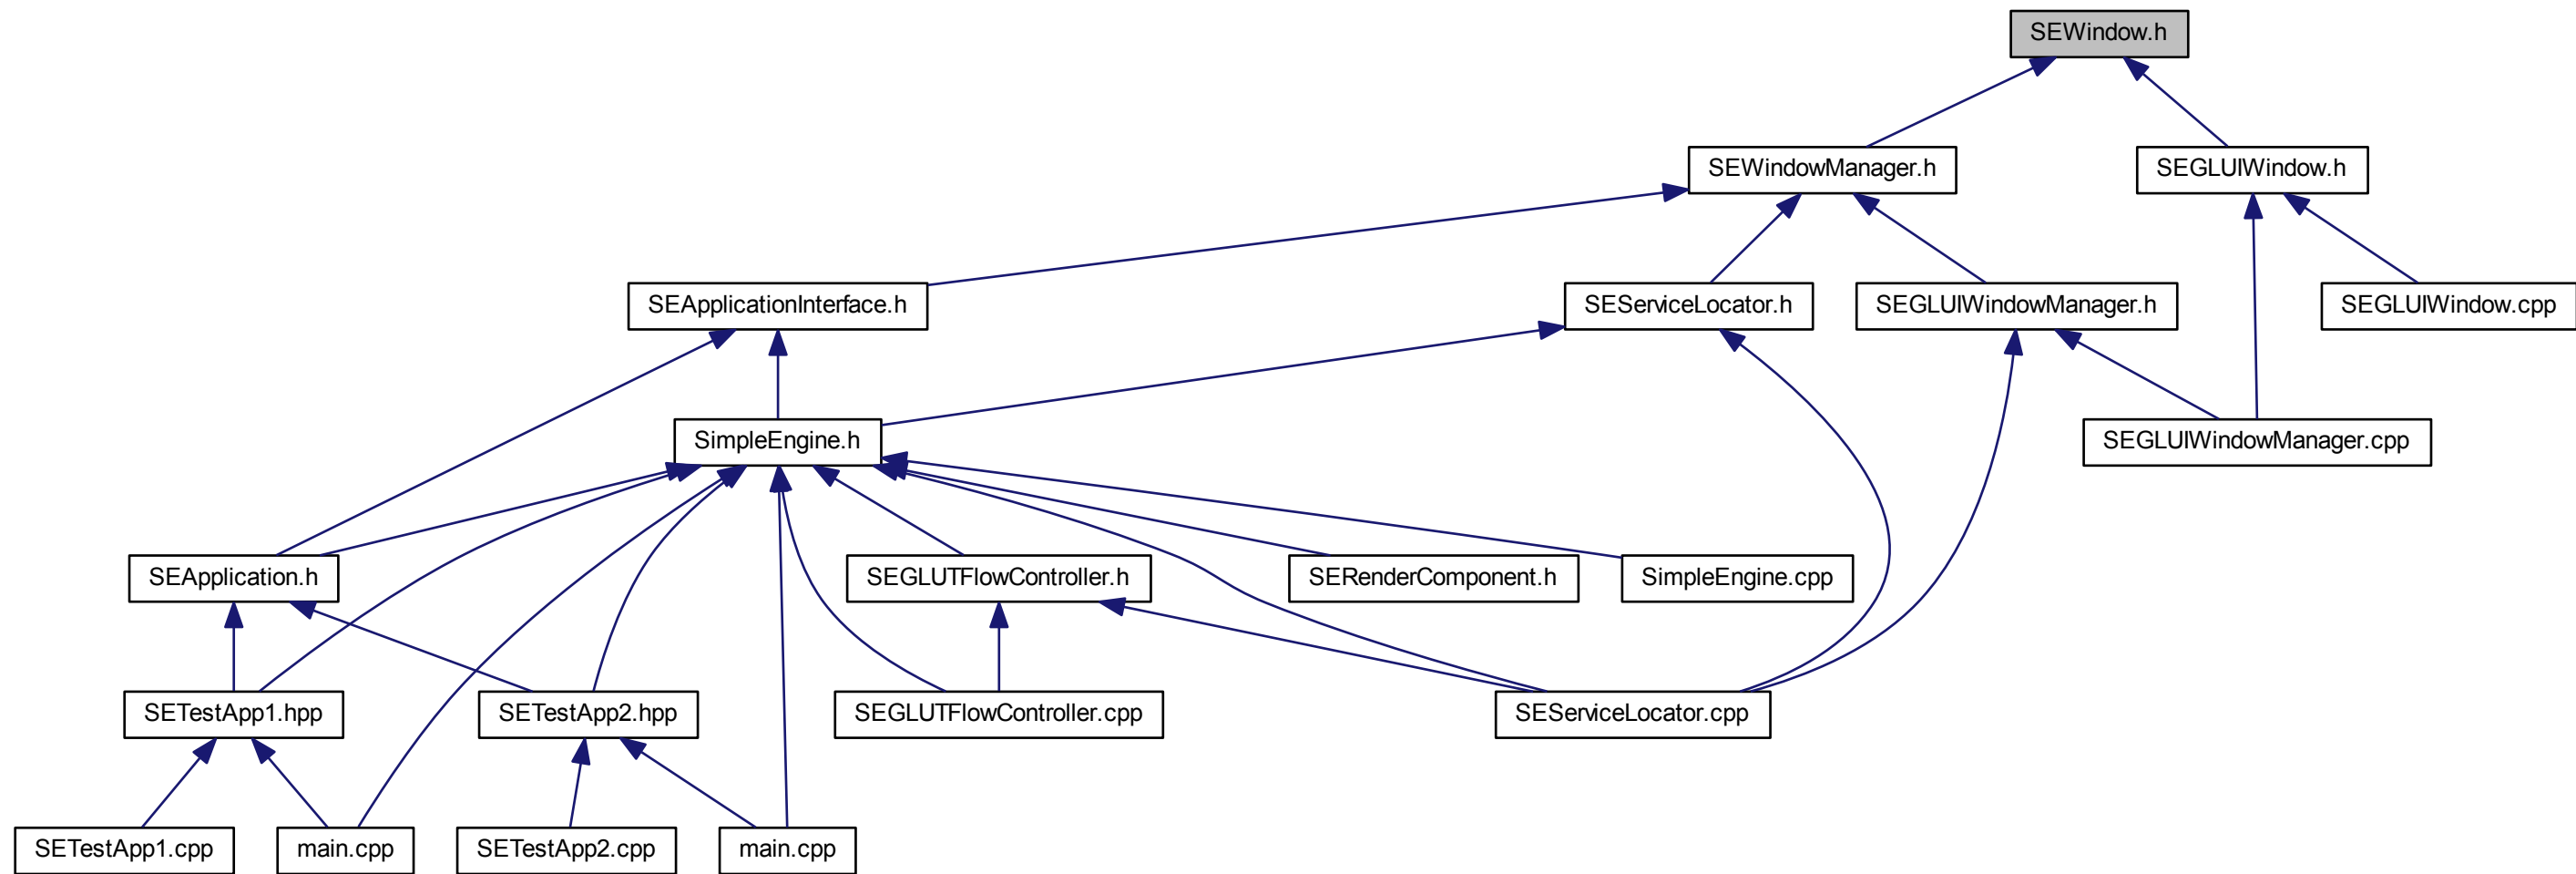 SEWindow.h
SEWindowManager.h
SEGLUIWindow.h
SEApplicationInterface.h
SEServiceLocator.h
SEGLUIWindowManager.h
SEGLUIWindow.cpp
SimpleEngine.h
SEGLUIWindowManager.cpp
SEApplication.h
SEGLUTFlowController.h
SERenderComponent.h
SimpleEngine.cpp
SETestApp1.hpp
SETestApp2.hpp
SEGLUTFlowController.cpp
SEServiceLocator.cpp
SETestApp1.cpp
main.cpp
SETestApp2.cpp
main.cpp